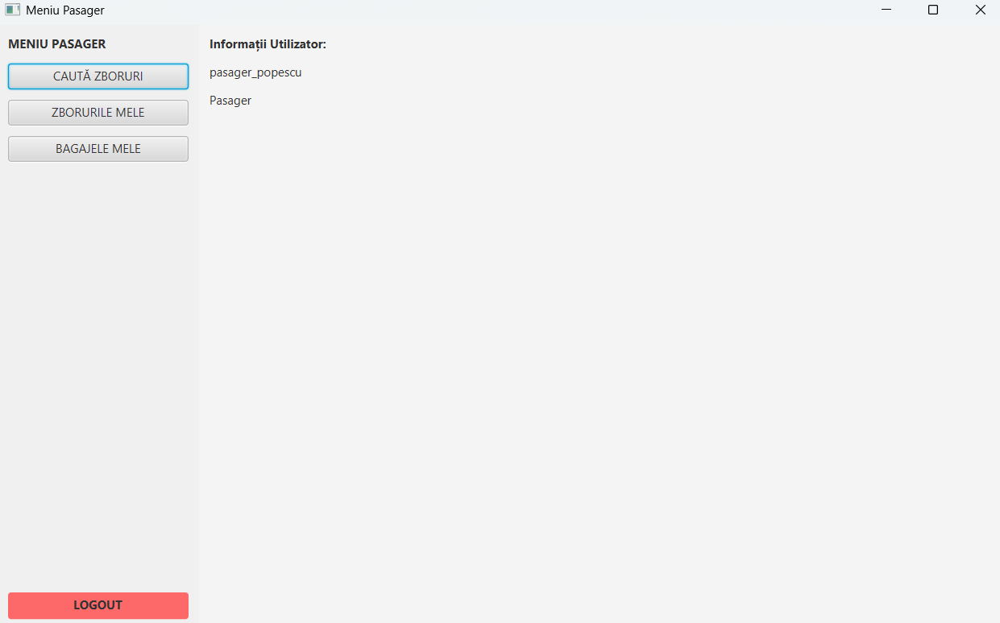 Meniu Pasager
MENIU PASAGER
CAUTĂ ZBORURI
ZBORURILE MELE
BAGAJELE MELE
LOGOUT
Informații Utilizator:
pasager_popescu
Pasager